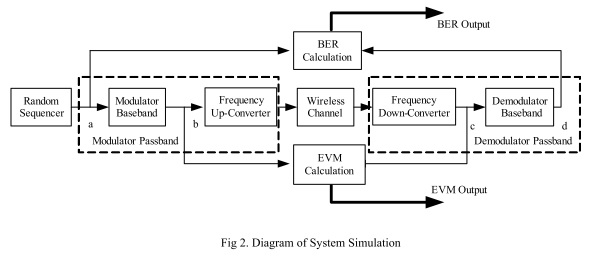 BER Output
BER
Calculation
Random
Sequencer
a
Modulator
Baseband
b
Frequency
Up-Converter
Modulator Passband
Wireless
Channel
Frequency
Down-Converter
c
Demodulator
Baseband
d
Demodulator Passband
EVM
Calculation
EVM Output
Fig 2. Diagram of System Simulation